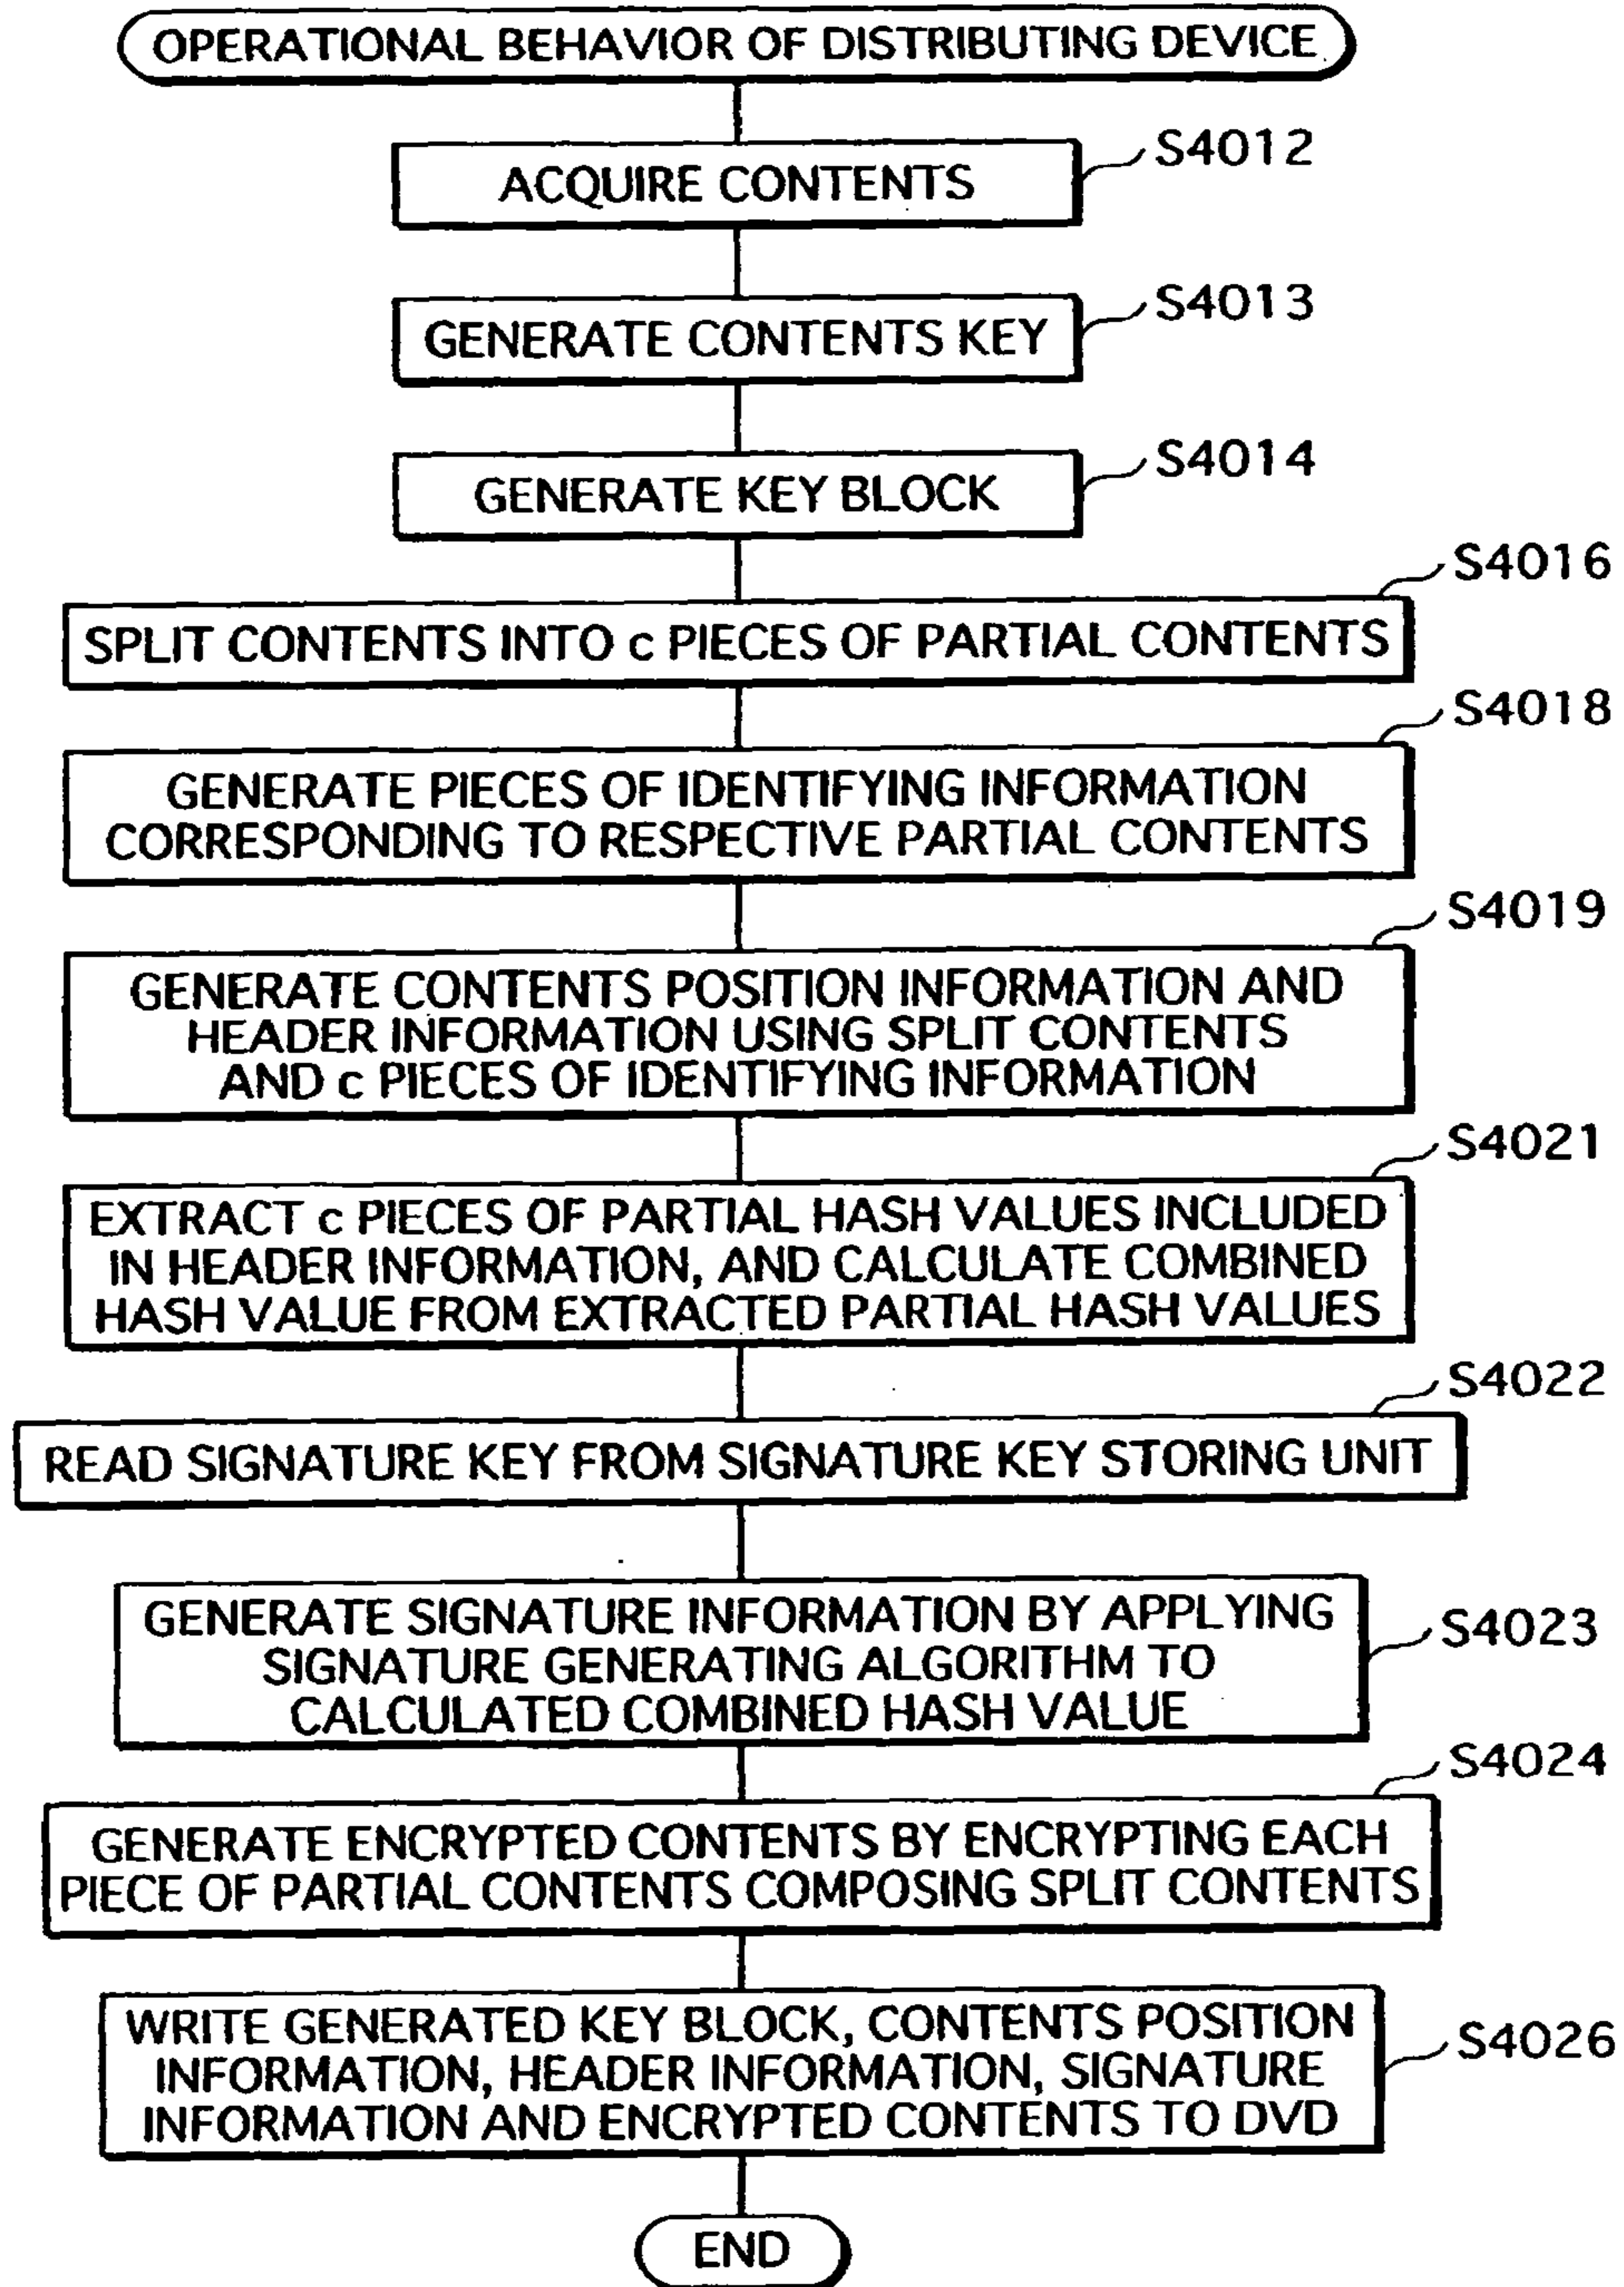 OPERATIONAL BEHAVIOR OF DISTRIBUTING DEVICE
S4012
ACQUIRE CONTENTS
S4013
GENERATE CONTENTS KEY
S4014
GENERATE KEY BLOCK
S4016
SPLIT CONTENTS INTO c PIECES OF PARTIAL CONTENTS
S4018
GENERATE PIECES OF IDENTIFYING INFORMATION
CORRESPONDING TO RESPECTIVE PARTIAL CONTENTS
S4019
GENERATE CONTENTS POSITION INFORMATION AND
HEADER INFORMATION USING SPLIT CONTENTS
AND c PIECES OF IDENTIFYING INFORMATION
S4021
EXTRACT c PIECES OF PARTIAL HASH VALUES INCLUDED
IN HEADER INFORMATION, AND CALCULATE COMBINED
HASH VALUE FROM EXTRACTED PARTIAL HASH VALUES
S4022
READ SIGNATURE KEY FROM SIGNATURE KEY STORING UNIT
GENERATE SIGNATURE INFORMATION BY APPLYING
SIGNATURE GENERATING ALGORITHM TO
CALCULATED COMBINED HASH VALUE
S4023
S4024
GENERATE ENCRYPTED CONTENTS BY ENCRYPTING EACH
PIECE OF PARTIAL CONTENTS COMPOSING SPLIT CONTENTS
WRITE GENERATED KEY BLOCK, CONTENTS POSITION
INFORMATION, HEADER INFORMATION, SIGNATURE
INFORMATION AND ENCRYPTED CONTENTS TO DVD
S4026
END